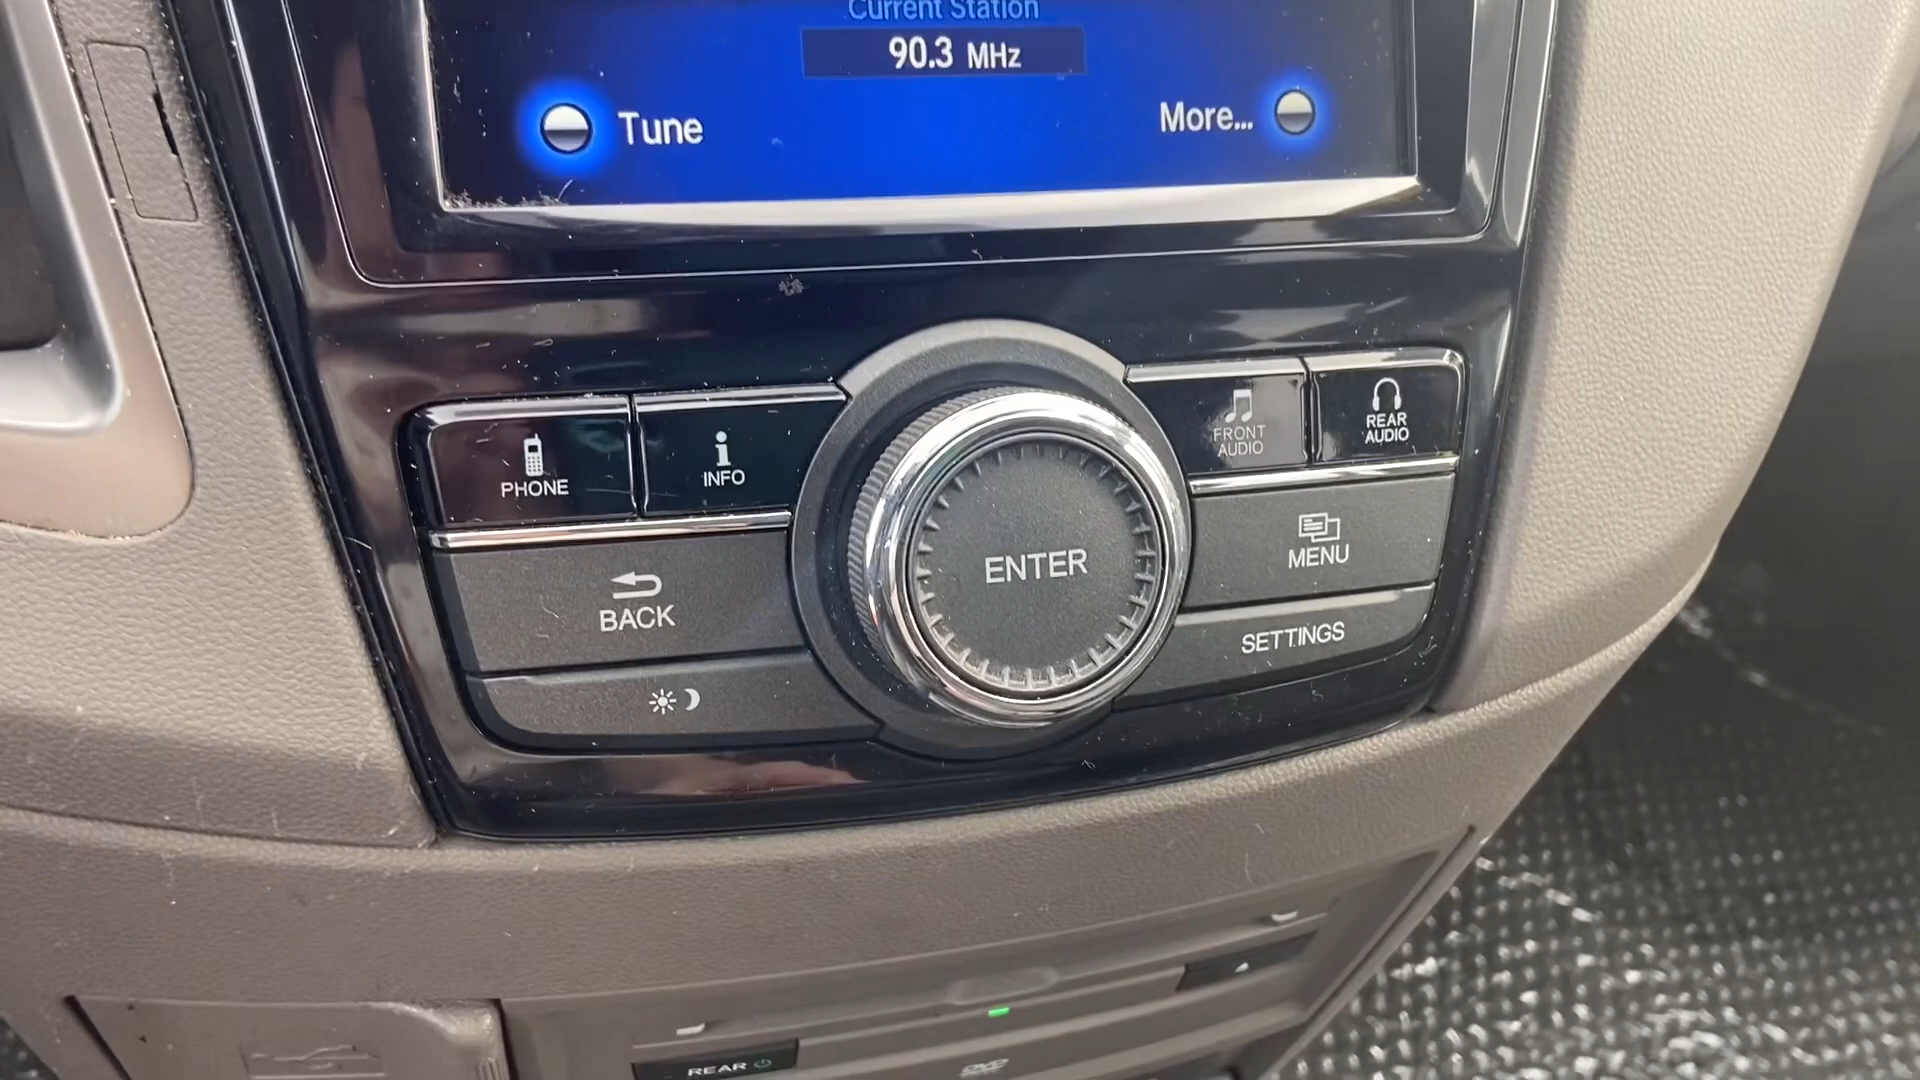 Current Station
90.3 MHz
Tune
More...
PHONE
INFO
FRONT
AUDIO
REAR
AUDIO
ENTER
BACK
MENU
SETTINGS
REAR
DVD